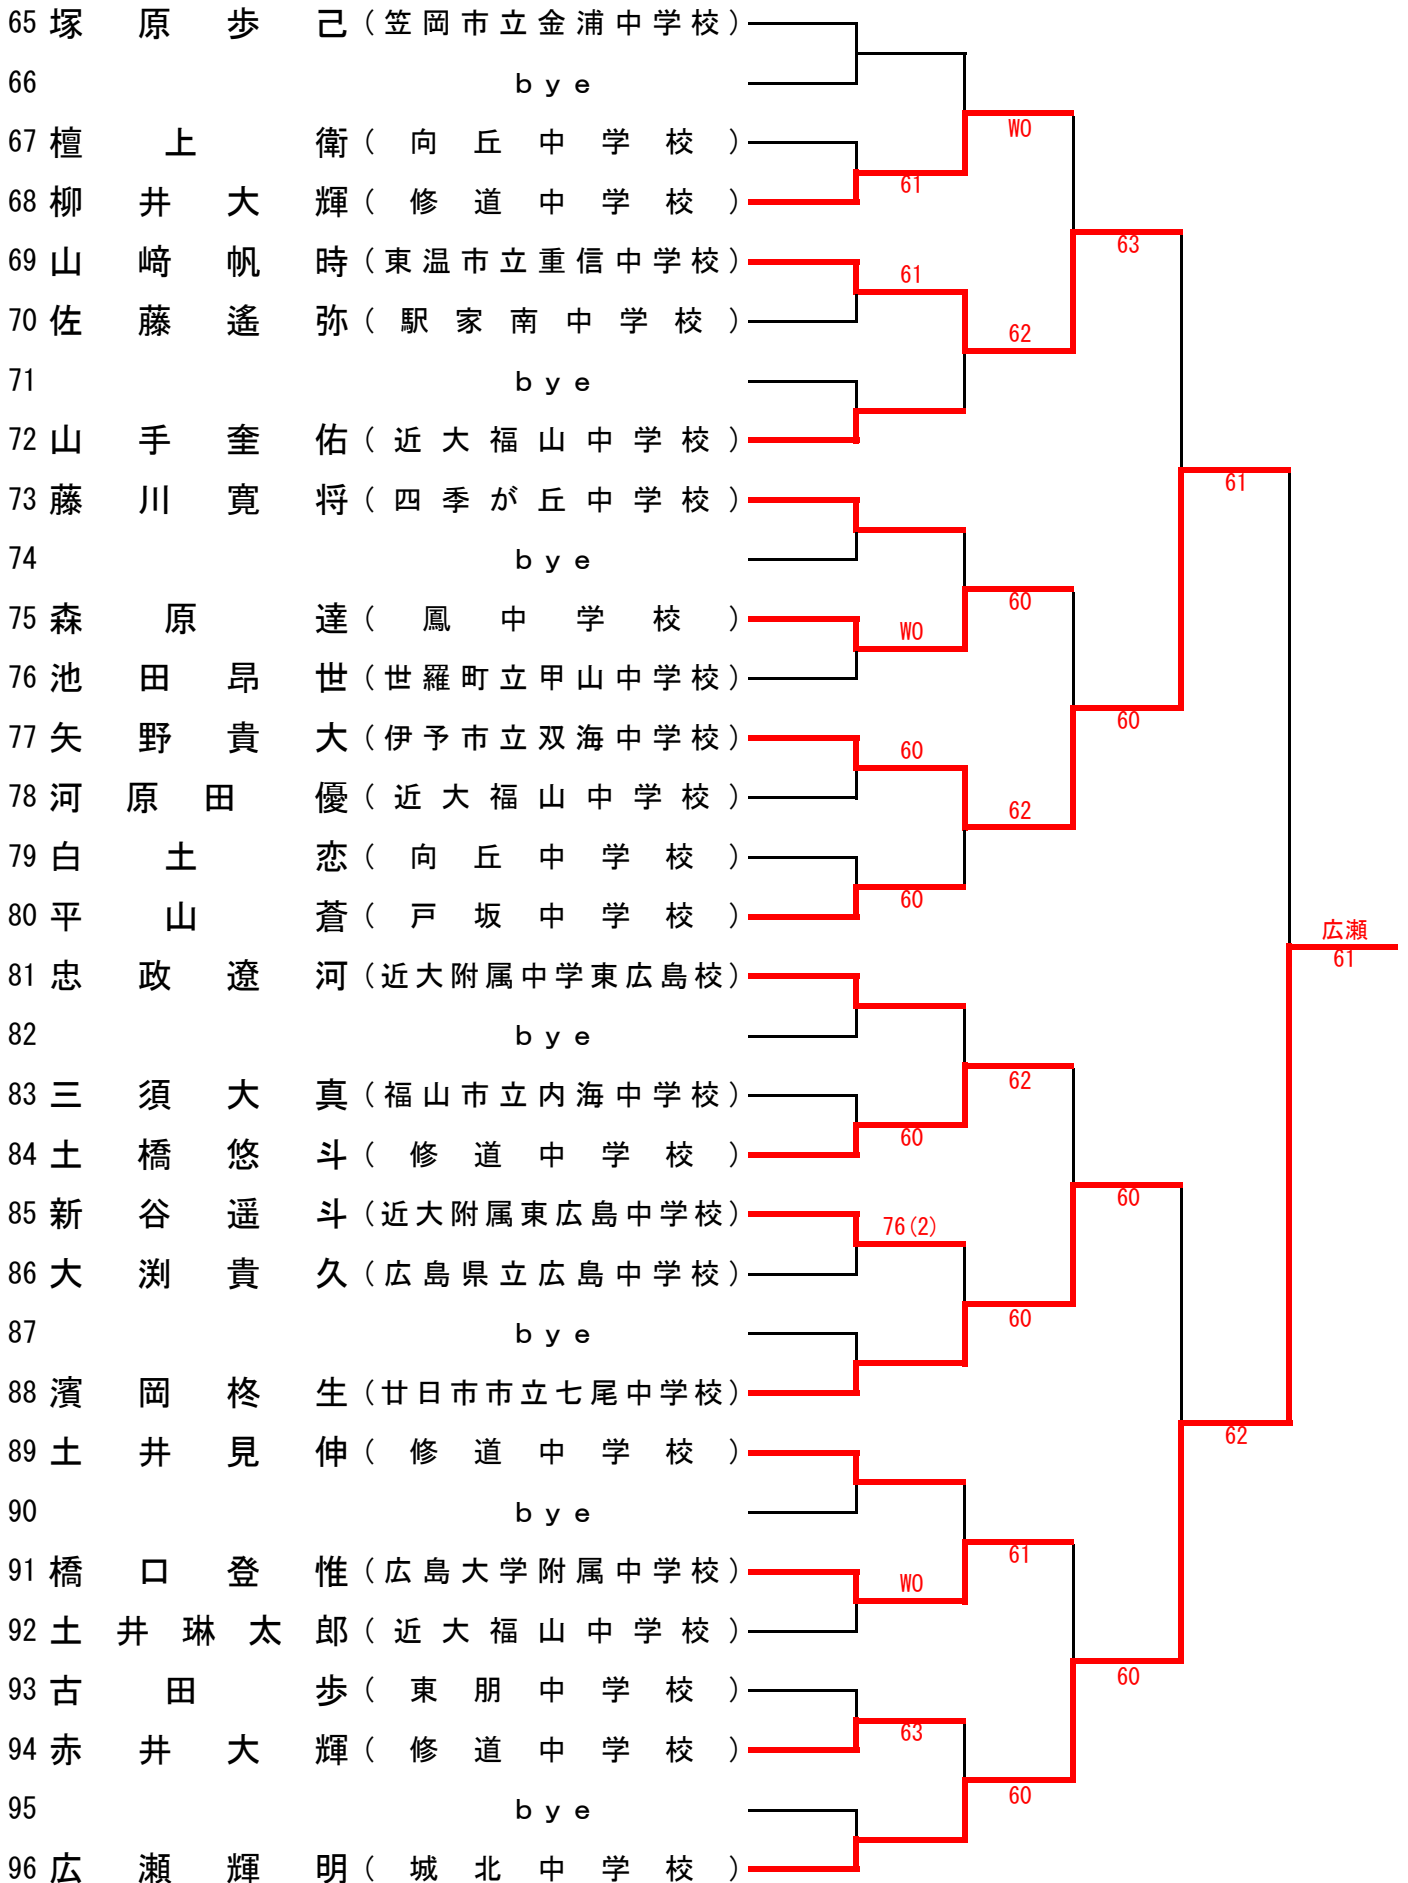 65 塚原歩己 (笠岡市立金浦中学校)
66 bye
WO
67 檀上衛 (向丘中学校)
61
68 柳井大輝 (修道中学校)
63
69 山﨑帆時 (東温市立重信中学校)
61
70 佐藤遙弥 (駅家南中学校)
62
71 bye
72 山手奎佑 (近大福山中学校)
61
73 藤川寛将 (四季が丘中学校)
74 bye
60
75 森原達 (鳳中学校)
WO
76 池田昂世 (世羅町立甲山中学校)
60
77 矢野貴大 (伊予市立双海中学校)
60
78 河原田優 (近大福山中学校)
62
79 白土恋 (向丘中学校)
60
80 平山蒼 (戸坂中学校)
広瀬
61
81 忠政遼河 (近大附属中学東広島校)
82 bye
62
83 三須大真 (福山市立内海中学校)
60
84 土橋悠斗 (修道中学校)
60
85 新谷遥斗 (近大附属東広島中学校)
76(2)
86 大渕貴久 (広島県立広島中学校)
60
87 bye
88 濱岡柊生 (廿日市市立七尾中学校)
62
89 土井見伸 (修道中学校)
90 bye
61
91 橋口登惟 (広島大学附属中学校)
WO
92 土井琳太郎 (近大福山中学校)
60
93 古田歩 (東朋中学校)
63
94 赤井大輝 (修道中学校)
60
95 bye
96 広瀬輝明 (城北中学校)